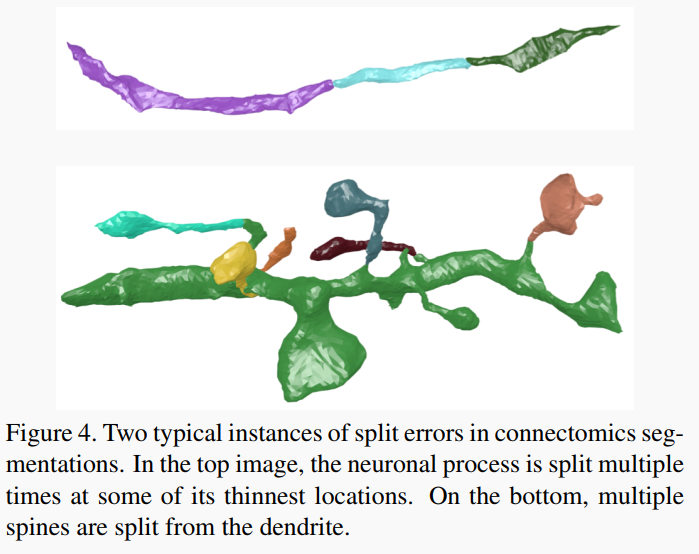 Figure 4. Two typical instances of split errors in connectomics seg-
mentations. In the top image, the neuronal process is split multiple
times at some of its thinnest locations. On the bottom, multiple
spines are split from the dendrite.